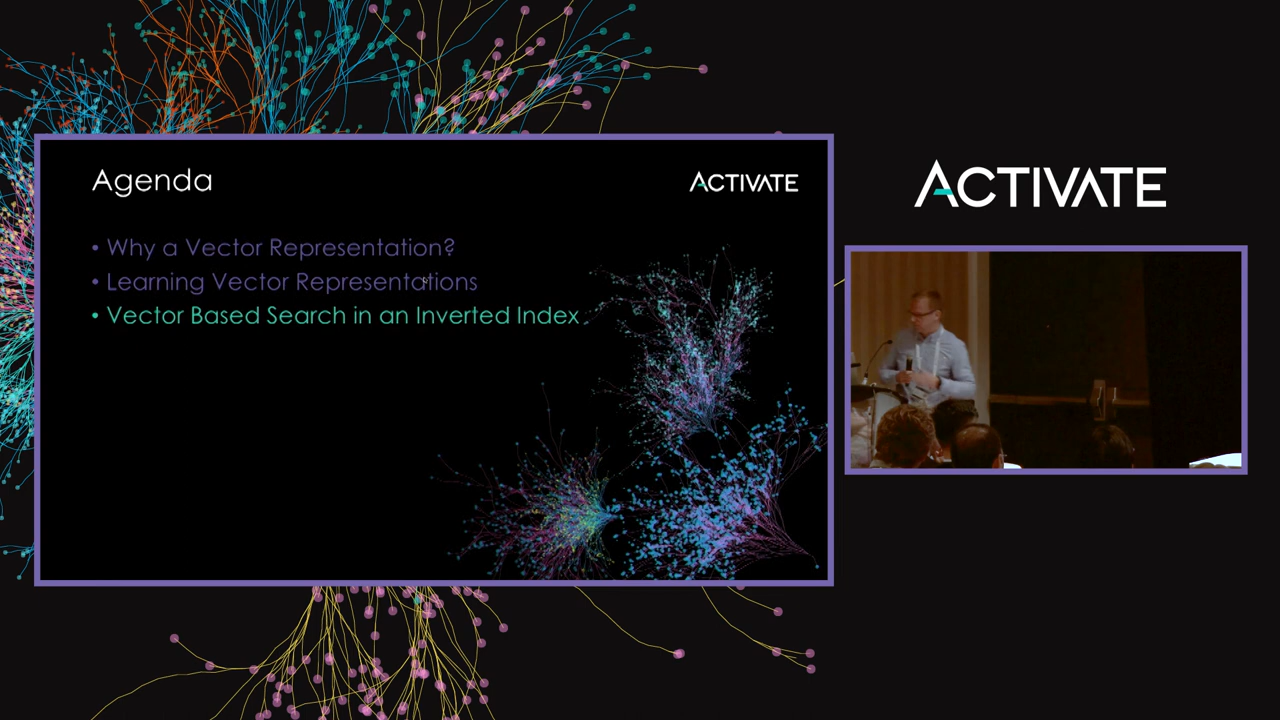 Agenda
ACTIVATE
• Why a Vector Representation?
• Learning Vector Representations
• Vector Based Search in an Inverted Index
ACTIVATE